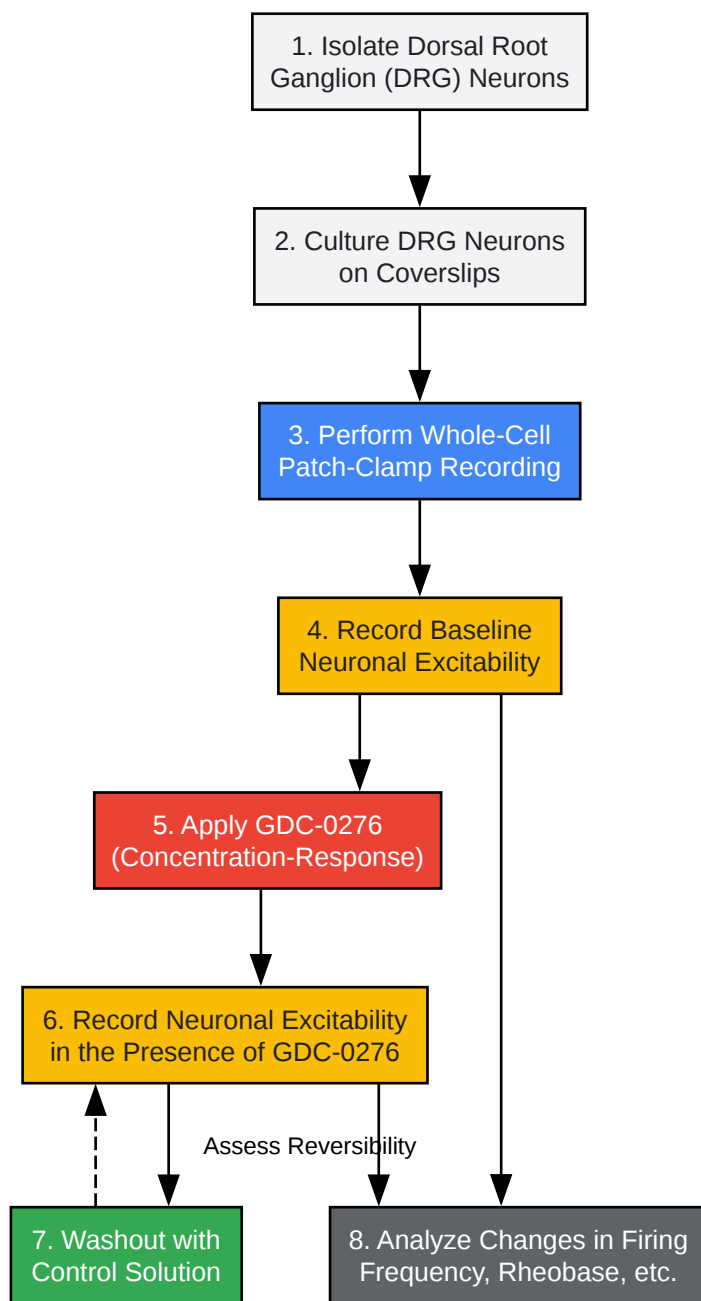 1. Isolate Dorsal Root
Ganglion (DRG) Neurons
2. Culture DRG Neurons
on Coverslips
3. Perform Whole-Cell
Patch-Clamp Recording
4. Record Baseline
Neuronal Excitability
5. Apply GDC-0276
(Concentration-Response)
6. Record Neuronal Excitability
in the Presence of GDC-0276
Assess Reversibility
7. Washout with
Control Solution
8. Analyze Changes in Firing
Frequency, Rheobase, etc.